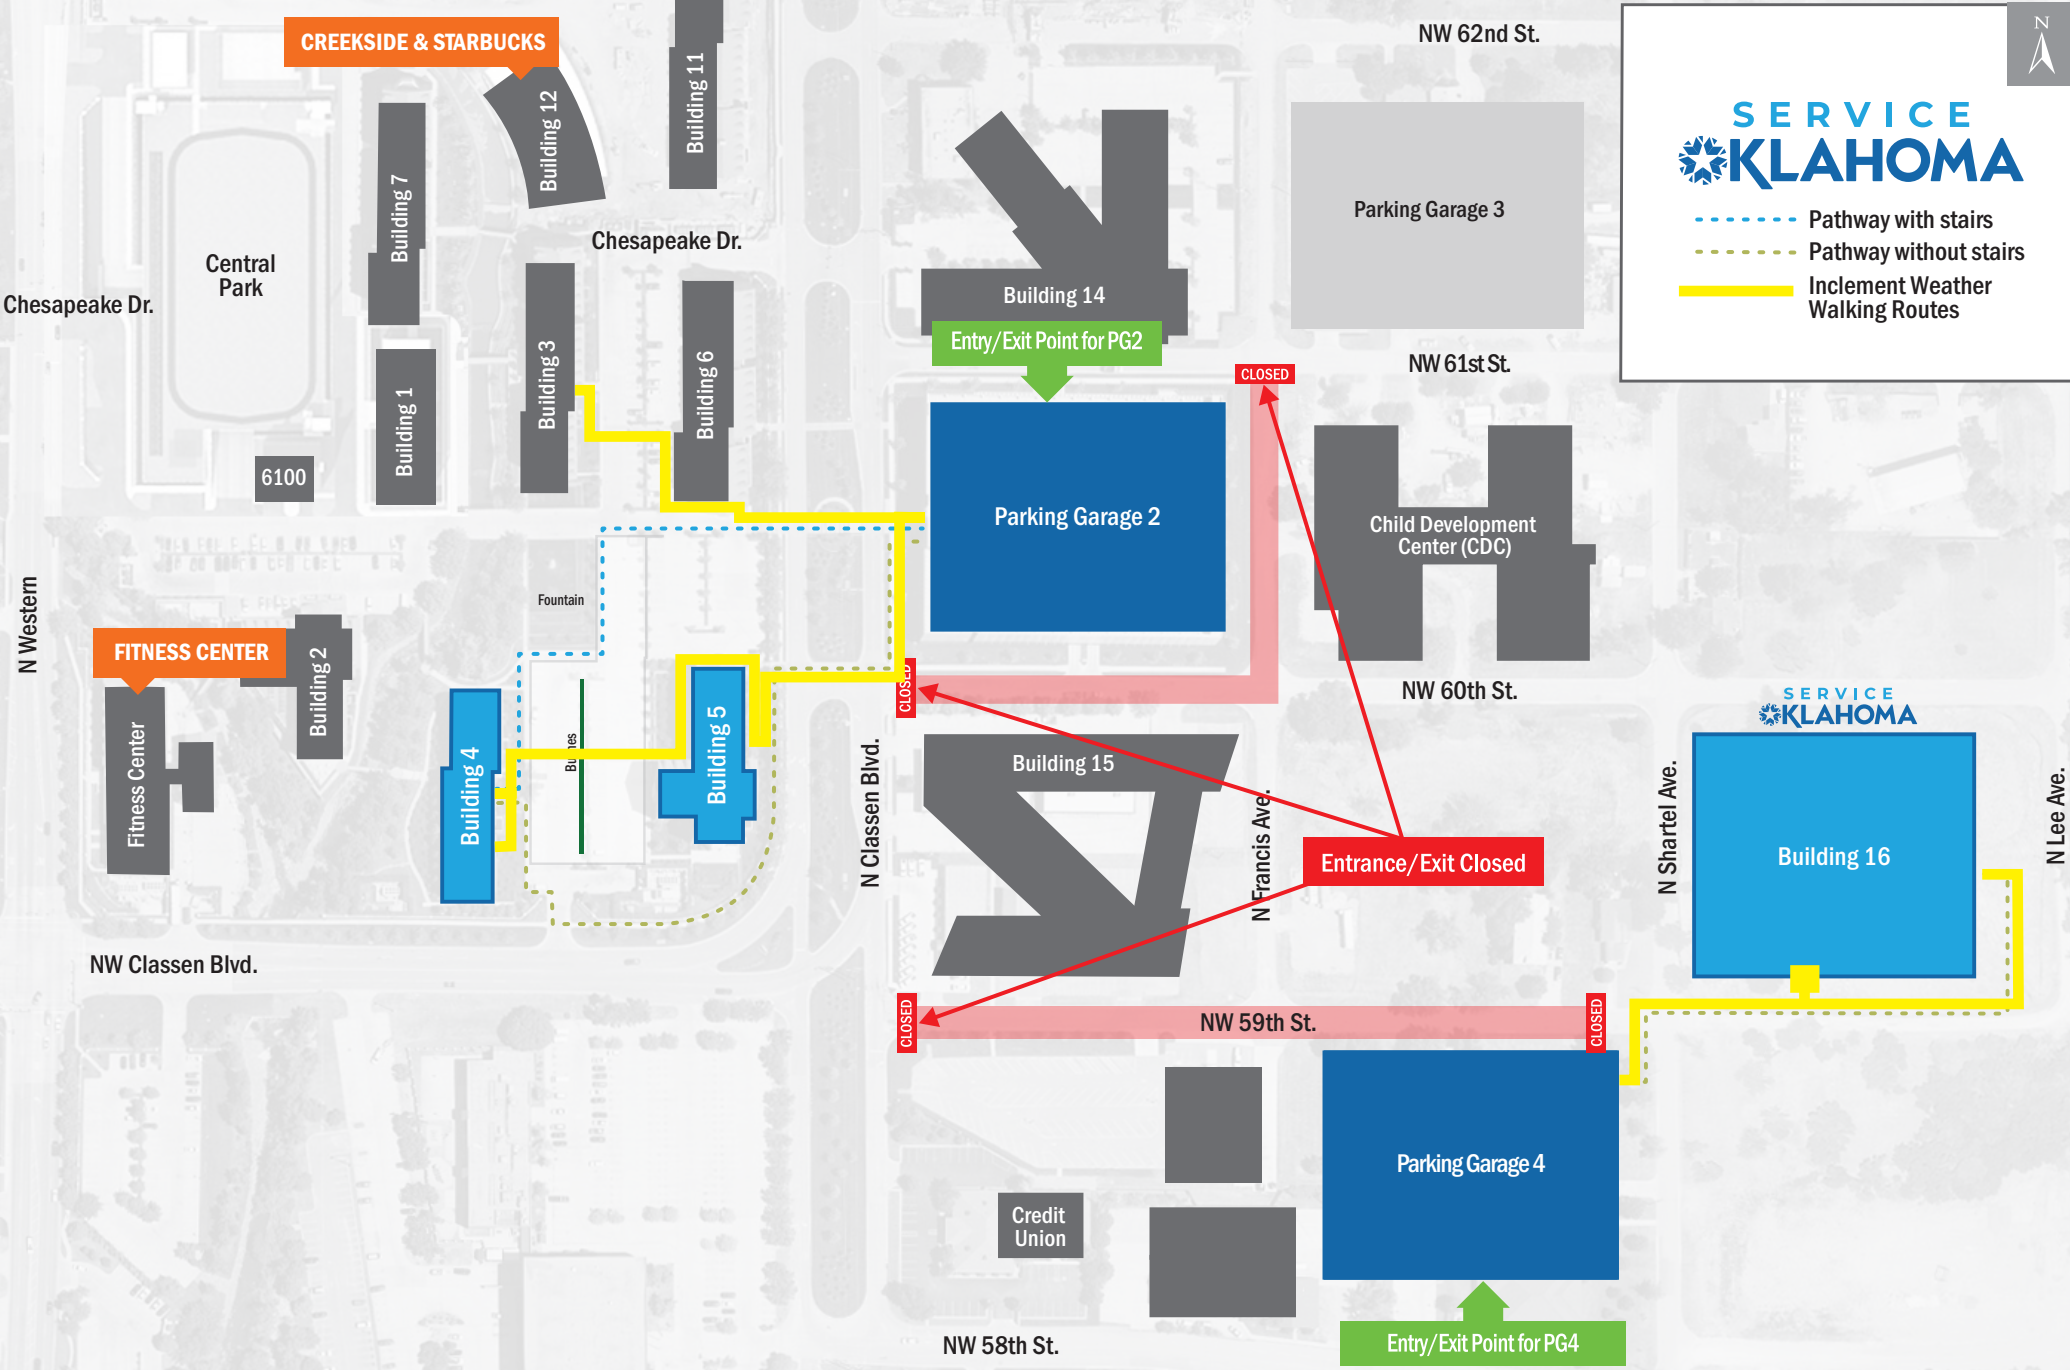 CREEKSIDE & STARBUCKS
NW 62nd St.
N
SERVICE
OKLAHOMA
Pathway with stairs
Pathway without stairs
Inclement Weather
Walking Routes
Building 11
Building 12
Building 7
Parking Garage 3
Chesapeake Dr.
Central
Park
Chesapeake Dr.
Building 14
Entry/Exit Point for PG2
Building 3
Building 6
Building 1
CLOSED
NW 61st St.
6100
Parking Garage 2
Child Development
Center (CDC)
N Western
Fountain
FITNESS CENTER
Building 2
CLOSED
NW 60th St.
SERVICE
OKLAHOMA
Fitness Center
Building 4
Building 5
N Classen Blvd.
Building 15
N Francis Ave.
Entrance/Exit Closed
N Shartel Ave.
Building 16
N Lee Ave.
NW Classen Blvd.
CLOSED
NW 59th St.
CLOSED
Parking Garage 4
Credit
Union
NW 58th St.
Entry/Exit Point for PG4